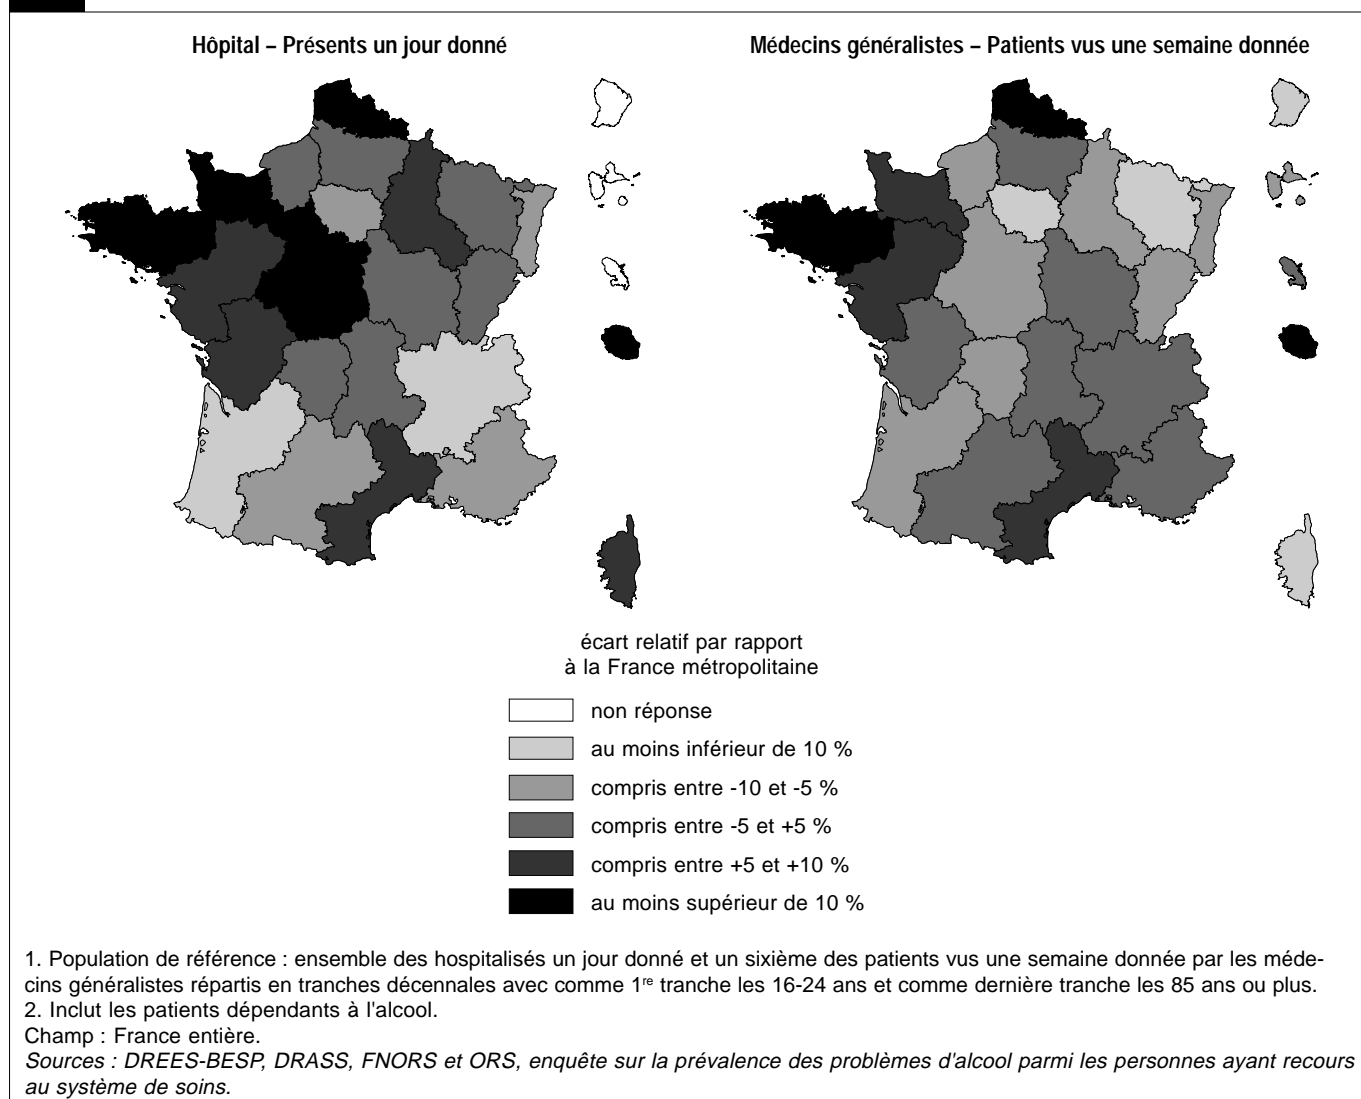 Hôpital – Présents un jour donné
Médecins généralistes – Patients vus une semaine donnée
écart relatif par rapport
à la France métropolitaine
non réponse
au moins inférieur de 10 %
compris entre -10 et -5 %
compris entre -5 et +5 %
compris entre +5 et +10 %
au moins supérieur de 10 %
1. Population de référence : ensemble des hospitalisés un jour donné et un sixième des patients vus une semaine donnée par les méde-
cins généralistes répartis en tranches décennales avec comme 1re tranche les 16-24 ans et comme dernière tranche les 85 ans ou plus.
2. Inclut les patients dépendants à l'alcool.
Champ : France entière.
Sources : DREES-BESP, DRASS, FNORS et ORS, enquête sur la prévalence des problèmes d'alcool parmi les personnes ayant recours
au système de soins.